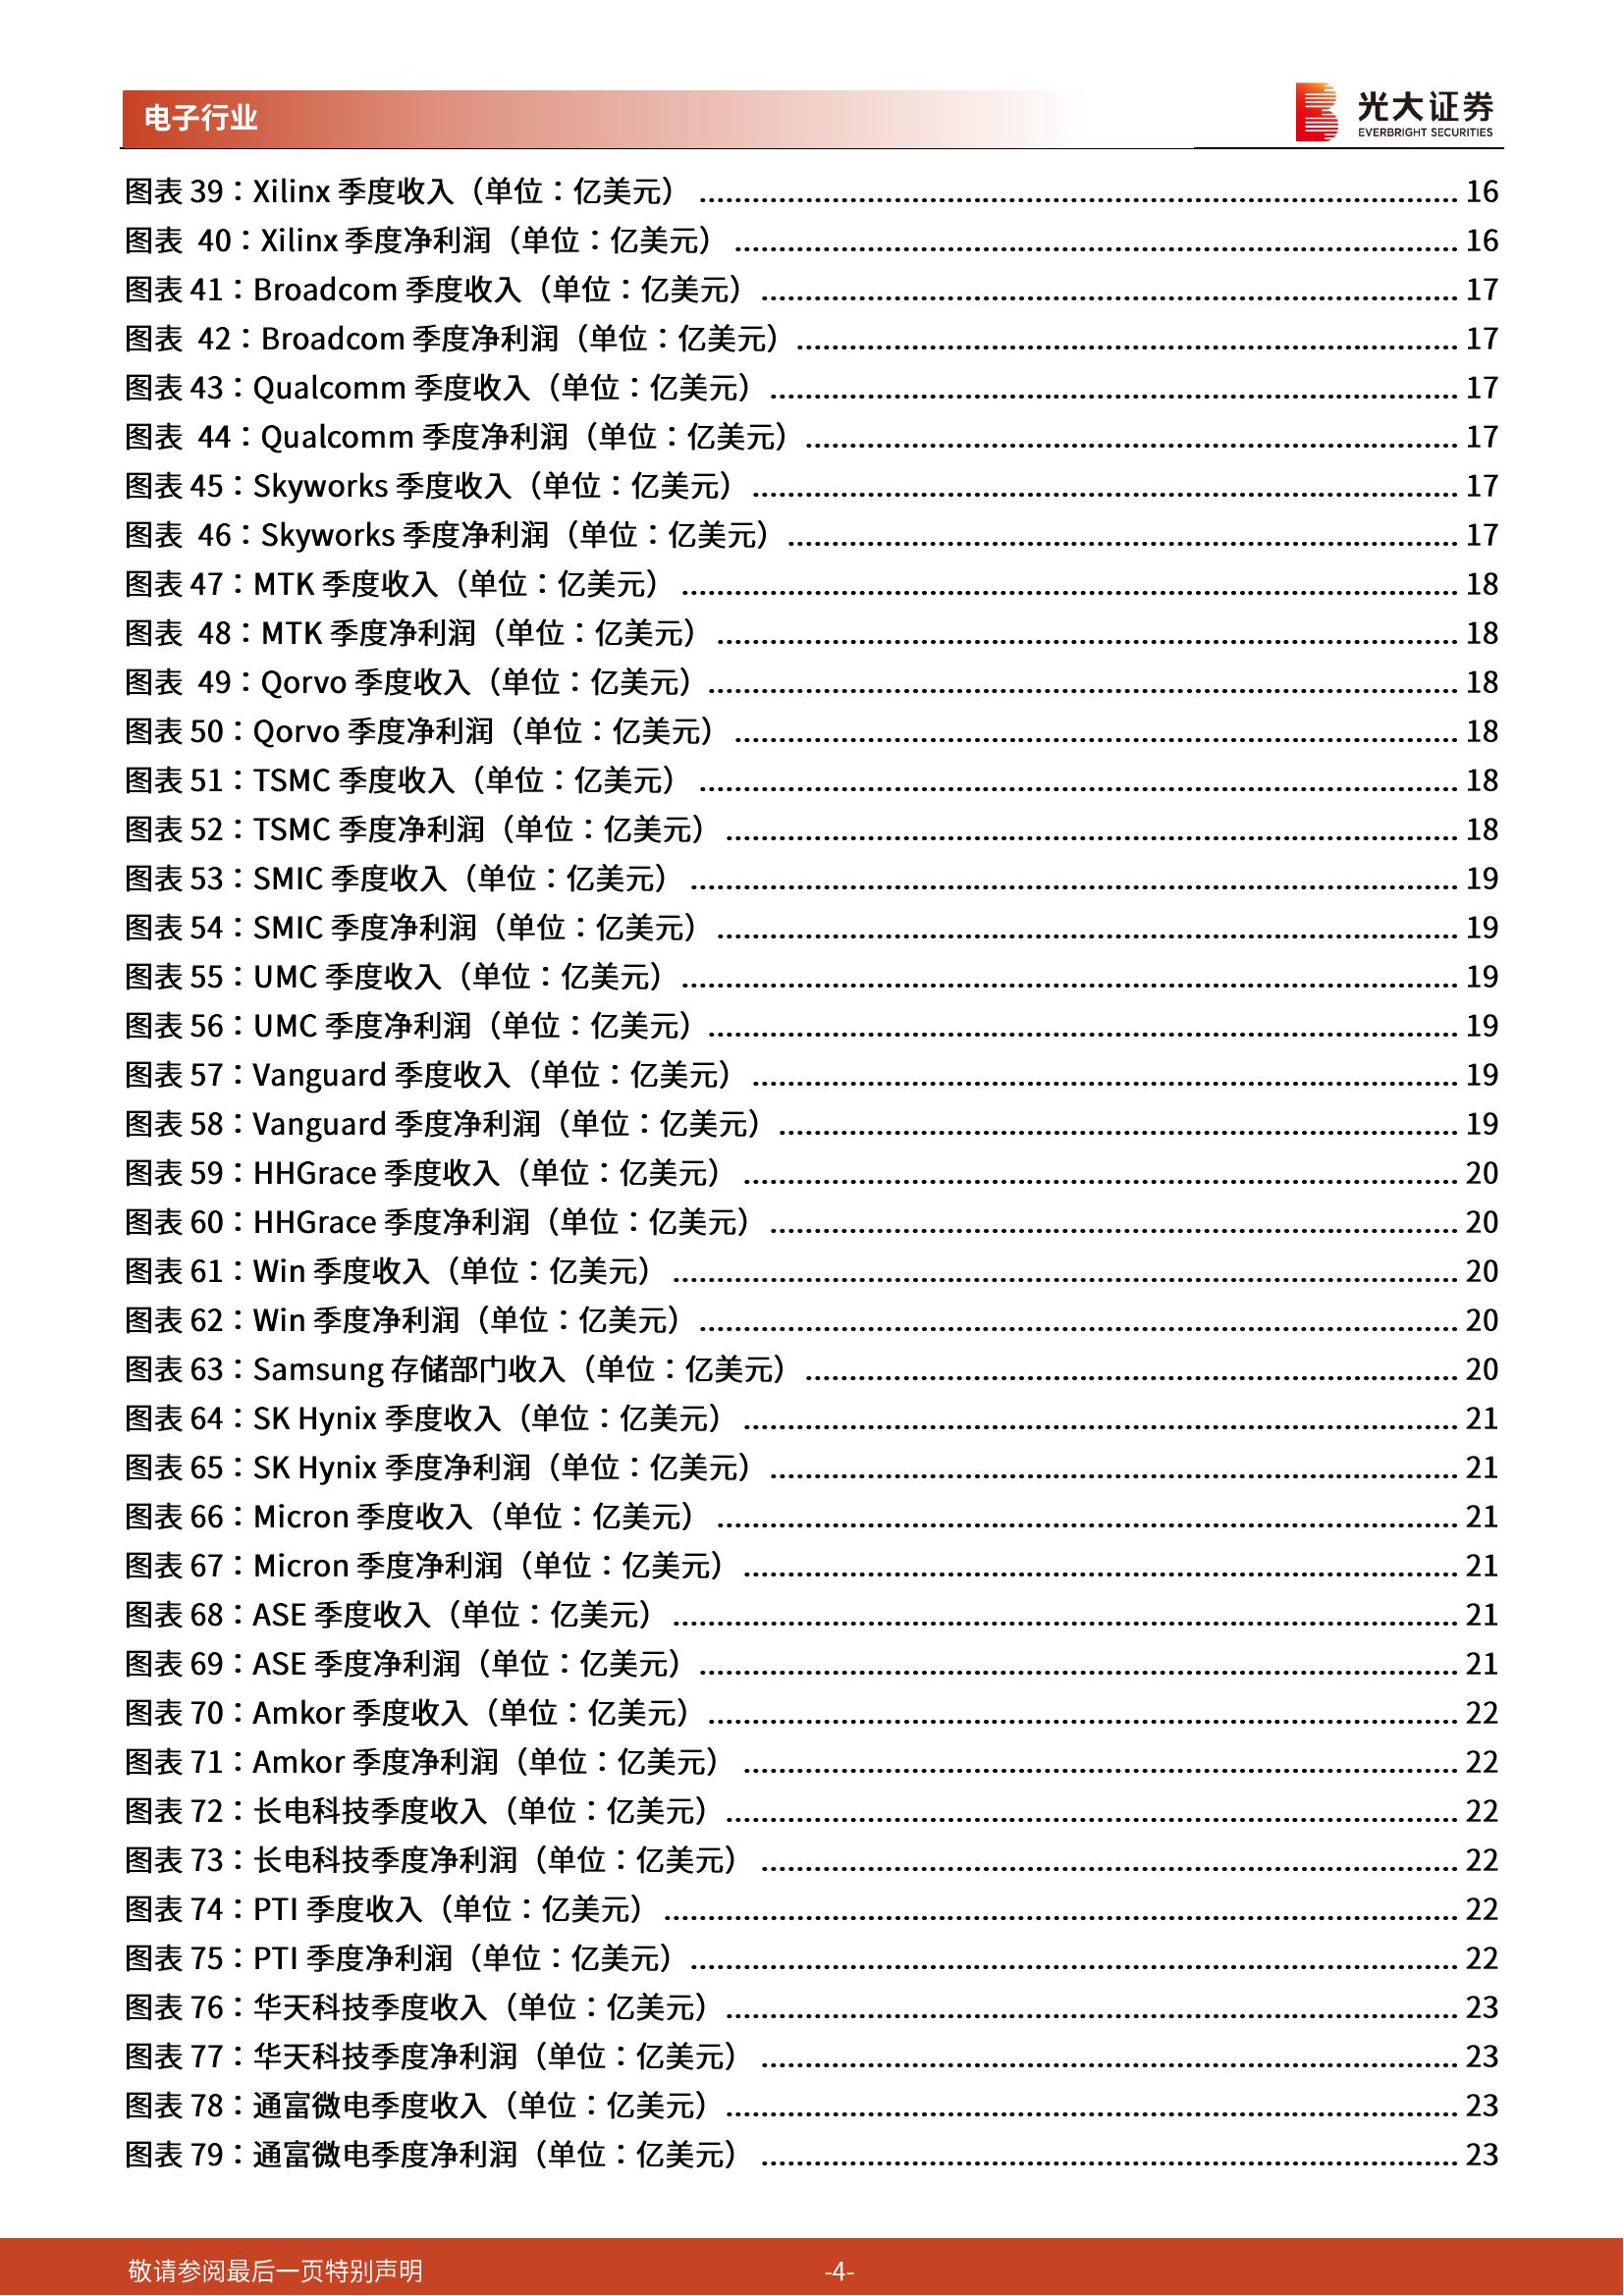 电子行业
光大证券
EVERBRIGHT SECURITIES
图表 39：Xilinx 季度收入（单位：亿美元） ........ 16
图表 40：Xilinx 季度净利润（单位：亿美元） ........ 16
图表 41：Broadcom 季度收入（单位：亿美元） ........ 17
图表 42：Broadcom 季度净利润（单位：亿美元） ........ 17
图表 43：Qualcomm 季度收入（单位：亿美元） ........ 17
图表 44：Qualcomm 季度净利润（单位：亿美元） ........ 17
图表 45：Skyworks 季度收入（单位：亿美元） ........ 17
图表 46：Skyworks 季度净利润（单位：亿美元） ........ 17
图表 47：MTK 季度收入（单位：亿美元） ........ 18
图表 48：MTK 季度净利润（单位：亿美元） ........ 18
图表 49：Qorvo 季度收入（单位：亿美元） ........ 18
图表 50：Qorvo 季度净利润（单位：亿美元） ........ 18
图表 51：TSMC 季度收入（单位：亿美元） ........ 18
图表 52：TSMC 季度净利润（单位：亿美元） ........ 18
图表 53：SMIC 季度收入（单位：亿美元） ........ 19
图表 54：SMIC 季度净利润（单位：亿美元） ........ 19
图表 55：UMC 季度收入（单位：亿美元） ........ 19
图表 56：UMC 季度净利润（单位：亿美元） ........ 19
图表 57：Vanguard 季度收入（单位：亿美元） ........ 19
图表 58：Vanguard 季度净利润（单位：亿美元） ........ 19
图表 59：HHGrace 季度收入（单位：亿美元） ........ 20
图表 60：HHGrace 季度净利润（单位：亿美元） ........ 20
图表 61：Win 季度收入（单位：亿美元） ........ 20
图表 62：Win 季度净利润（单位：亿美元） ........ 20
图表 63：Samsung 存储部门收入（单位：亿美元） ........ 20
图表 64：SK Hynix 季度收入（单位：亿美元） ........ 21
图表 65：SK Hynix 季度净利润（单位：亿美元） ........ 21
图表 66：Micron 季度收入（单位：亿美元） ........ 21
图表 67：Micron 季度净利润（单位：亿美元） ........ 21
图表 68：ASE 季度收入（单位：亿美元） ........ 21
图表 69：ASE 季度净利润（单位：亿美元） ........ 21
图表 70：Amkor 季度收入（单位：亿美元） ........ 22
图表 71：Amkor 季度净利润（单位：亿美元） ........ 22
图表 72：长电科技季度收入（单位：亿美元） ........ 22
图表 73：长电科技季度净利润（单位：亿美元） ........ 22
图表 74：PTI 季度收入（单位：亿美元） ........ 22
图表 75：PTI 季度净利润（单位：亿美元） ........ 22
图表 76：华天科技季度收入（单位：亿美元） ........ 23
图表 77：华天科技季度净利润（单位：亿美元） ........ 23
图表 78：通富微电季度收入（单位：亿美元） ........ 23
图表 79：通富微电季度净利润（单位：亿美元） ........ 23
敬请参阅最后一页特别声明
-4-